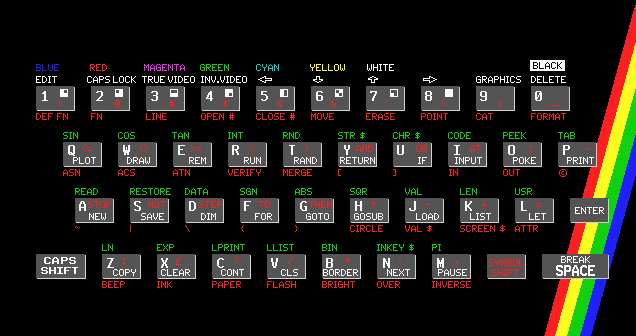 BLUE RED MAGENTA GREEN CYAN YELLOW WHITE BLACK
EDIT CAPS LOCK TRUE VIDEO INV.VIDEO GRAPHICS DELETE
1 2 3 4 5 6 7 8 9 0
! @ # $ % & ' ( ) _
DEF FN FN LINE OPEN # CLOSE # MOVE ERASE POINT CAT FORMAT
SIN COS TAN INT RND STR $ CHR $ CODE PEEK TAB
Q <= W <> E >= R < T > Y AND U OR I AT O ; P "
PLOT DRAW REM RUN RAND RETURN IF INPUT POKE PRINT
ASN ACS ATN VERIFY MERGE [ ] IN OUT ©
READ RESTORE DATA SGN ABS SQR VAL LEN USR
A STOP S NOT D STEP F TO G THEN H ↑ J - K + L =
NEW SAVE DIM FOR GOTO GOSUB LOAD LIST LET ENTER
~ | \ { } CIRCLE VAL $ SCREEN $ ATTR
LN EXP LPRINT LLIST BIN INKEY $ PI
CAPS SHIFT Z : X £ C ? V / B * N , M . SYMBOL SHIFT BREAK SPACE
COPY CLEAR CONT CLS BORDER NEXT PAUSE
BEEP INK PAPER FLASH BRIGHT OVER INVERSE